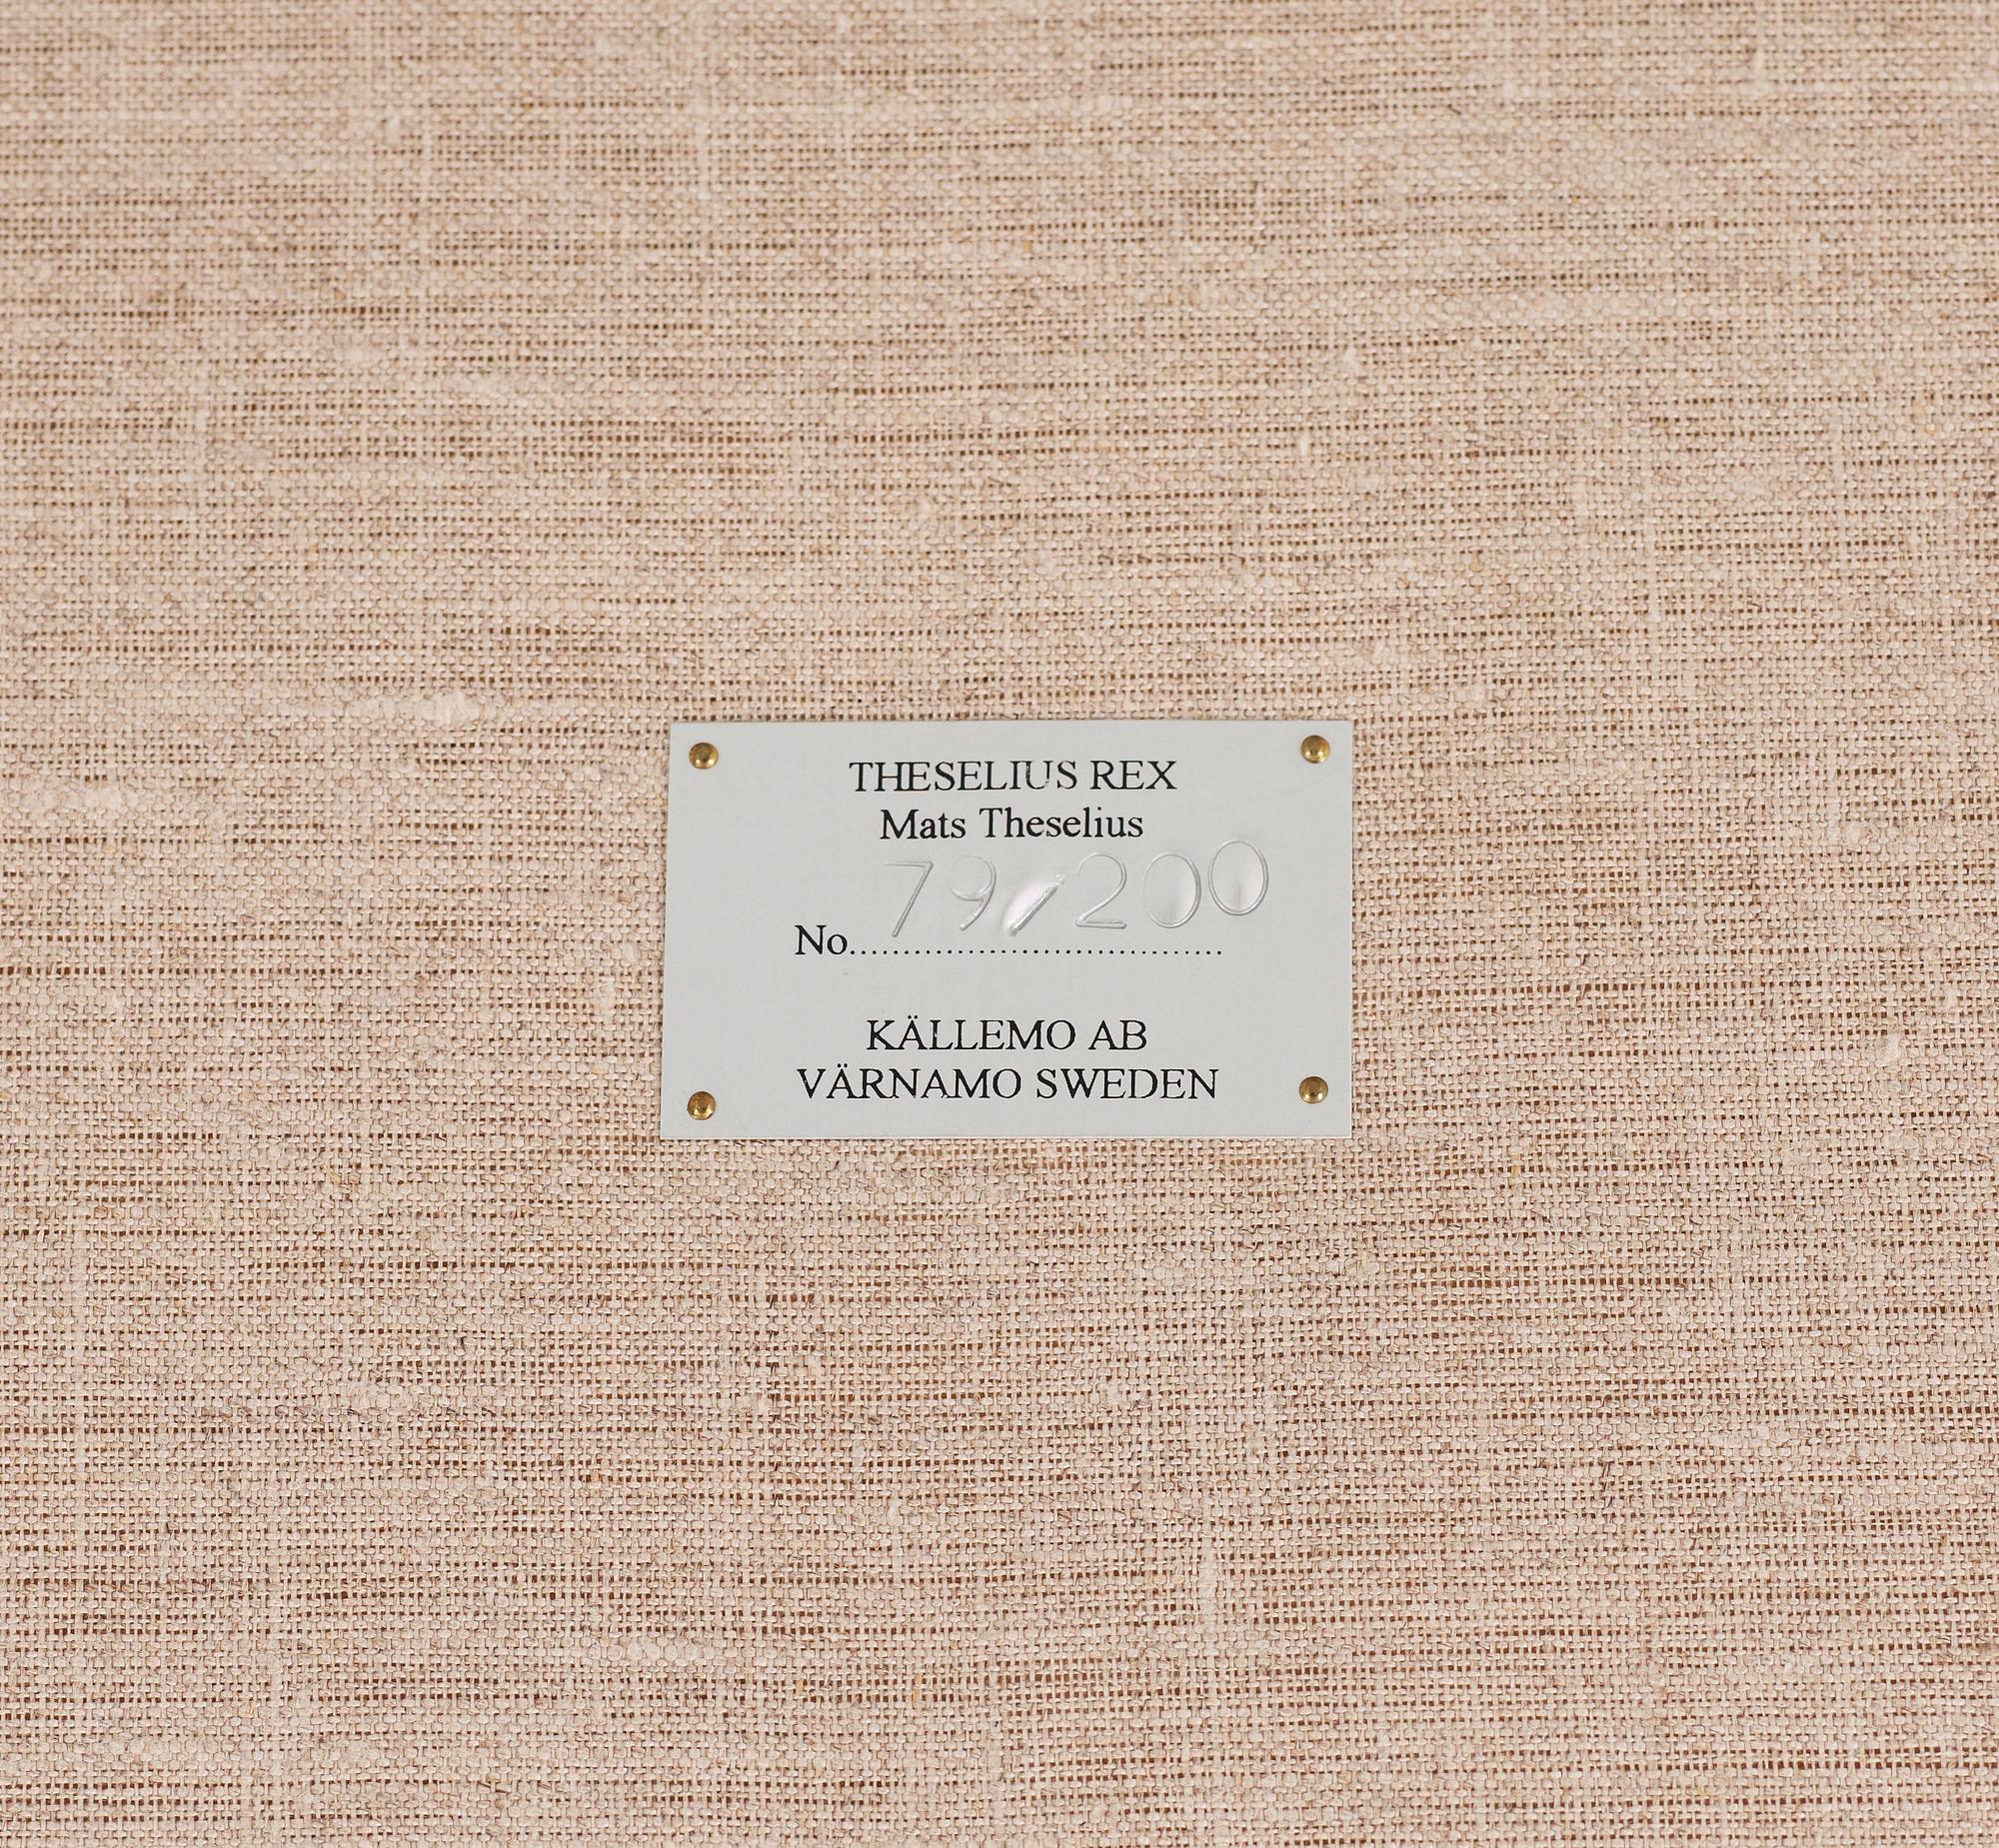 THESELIUS REX
Mats Theselius
No..................................... 79/200
KÄLLEMO AB
VÄRNAMO SWEDEN